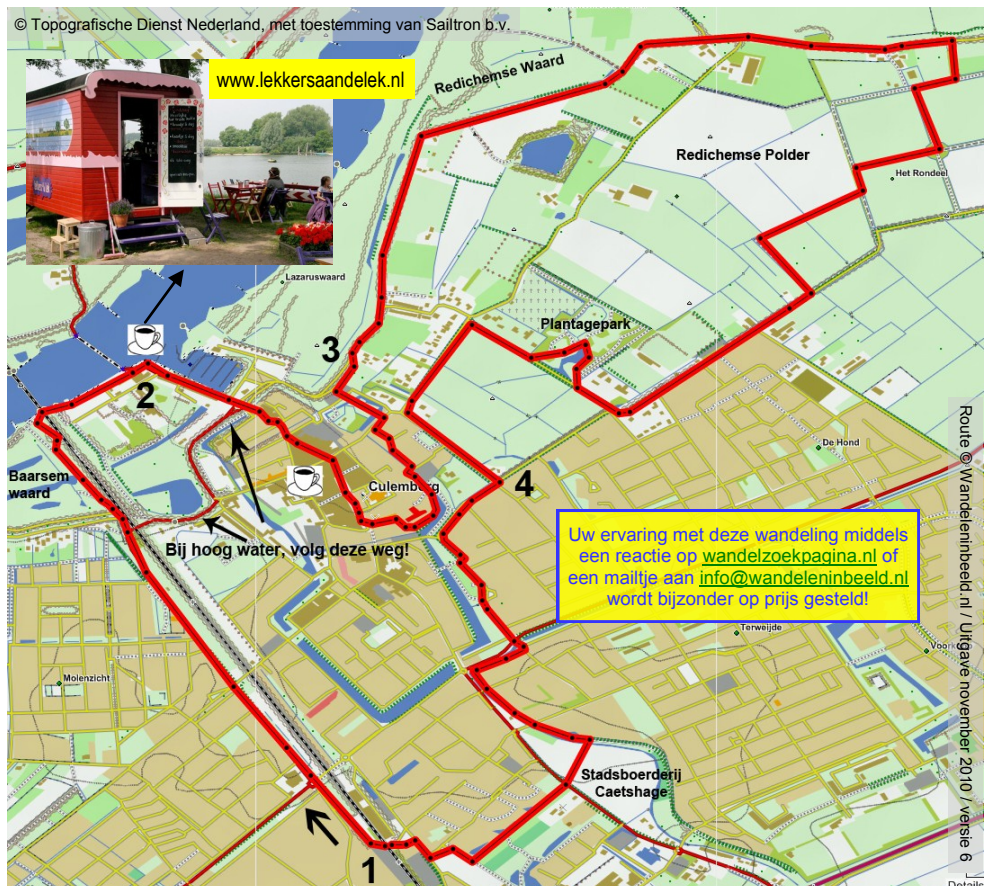 © Topografische Dienst Nederland, met toestemming van Sailtron b.v.
www.lekkersaandelek.nl
Redichemse Waard
Redichemse Polder
Het Rondeel
Lazaruswaard
Plantagepark
3
2
De Hond
Baarsem
waard
Culemborg
4
Bij hoog water, volg deze weg!
Uw ervaring met deze wandeling middels
een reactie op wandelzoekpagina.nl of
een mailtje aan info@wandeleninbeeld.nl
wordt bijzonder op prijs gesteld!
Terweijde
Voor
Molenzicht
Stadsboerderij
Caetshage
1
Route © Wandeleninbeeld.nl / Uitgave november 2010 / versie 6
Details